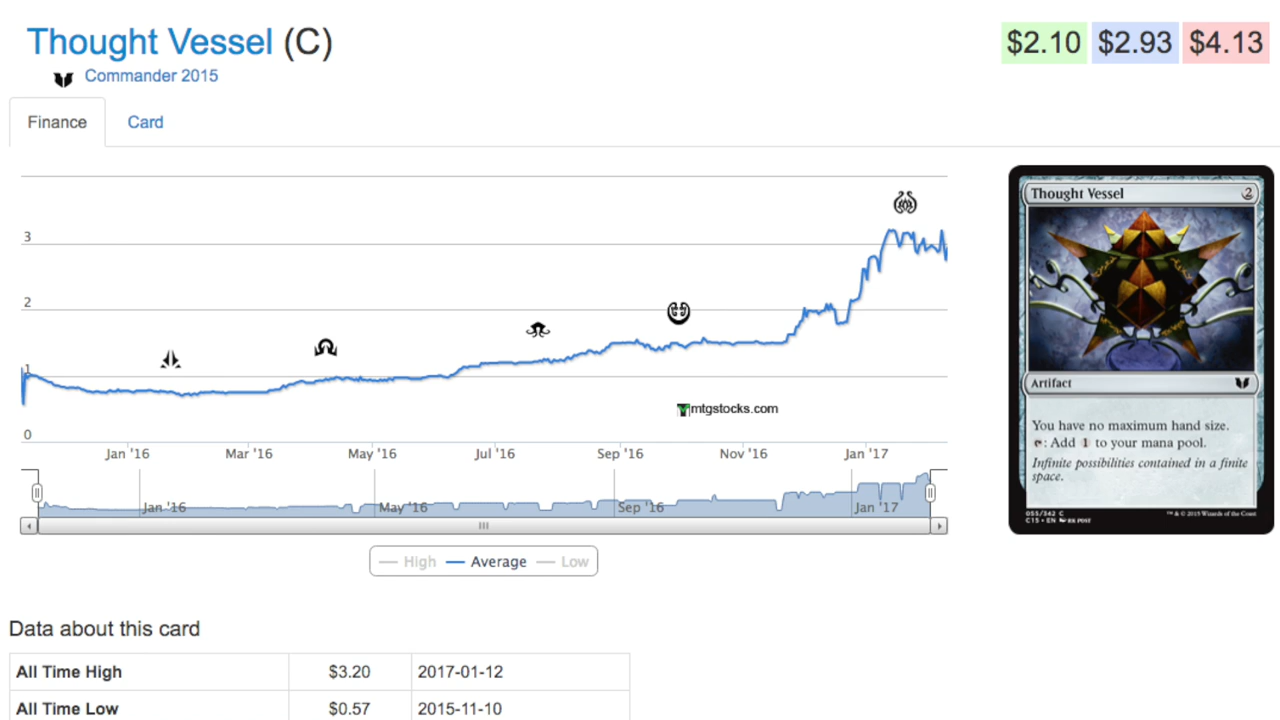 Thought Vessel (C)
$2.10 $2.93 $4.13
Commander 2015
Finance
Card
3
2
1
0
mtgstocks.com
Jan '16
Mar '16
May '16
Jul '16
Sep '16
Nov '16
Jan '17
Jan '16
May '16
Sep '16
Jan '17
High
Average
Low
Thought Vessel 2
Artifact
You have no maximum hand size.
: Add 1 to your mana pool.
Infinite possibilities contained in a finite
space.
055/342 C
C15 • EN RK POST
™ & © 2015 Wizards of the Coast
Data about this card
All Time High $3.20 2017-01-12
All Time Low $0.57 2015-11-10